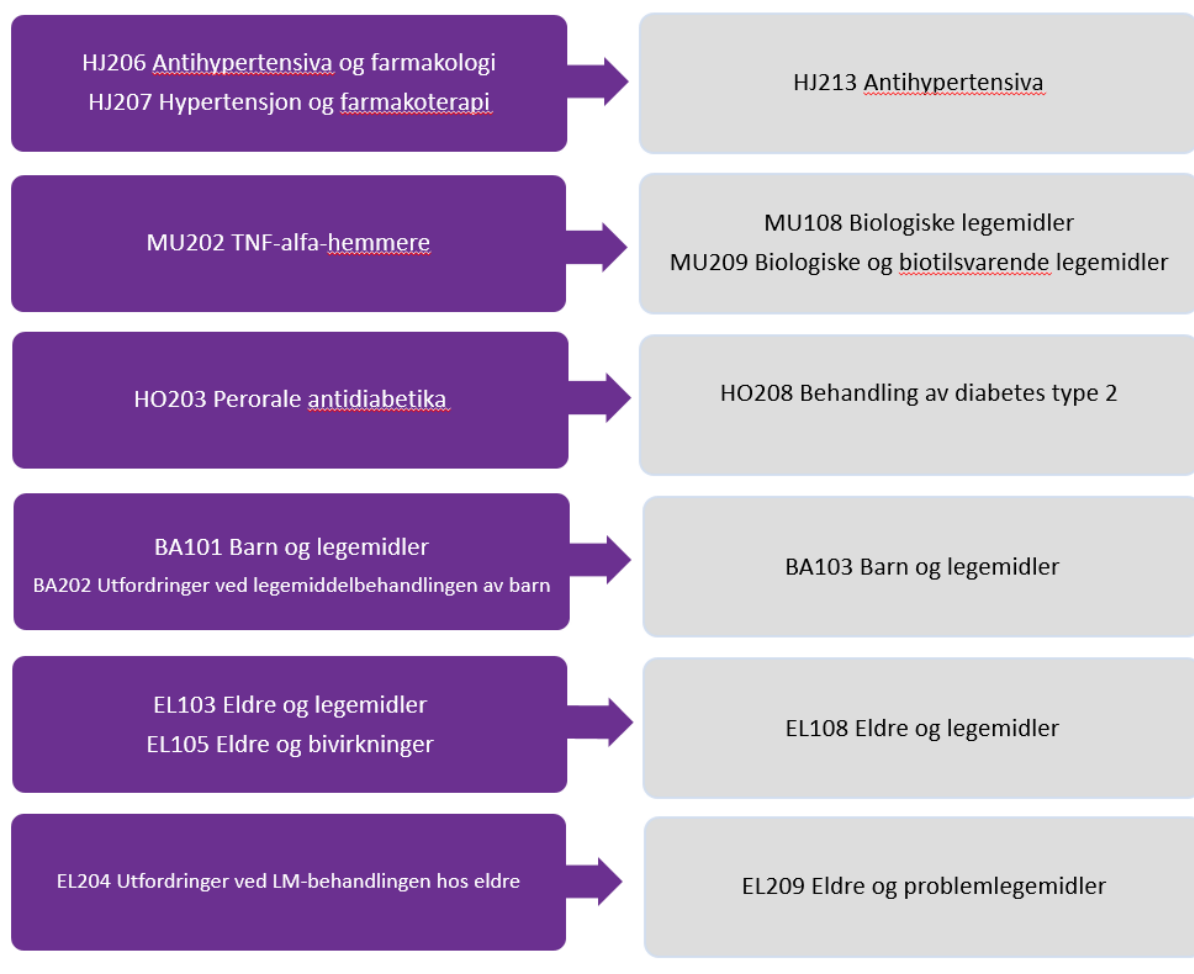 HJ206 Antihypertensiva og farmakologi
HJ207 Hypertensjon og farmakoterapi
HJ213 Antihypertensiva
MU202 TNF-alfa-hemmere
MU108 Biologiske legemidler
MU209 Biologiske og biotilsvarende legemidler
HO203 Perorale antidiabetika
HO208 Behandling av diabetes type 2
BA101 Barn og legemidler
BA202 Utfordringer ved legemiddelbehandlingen av barn
BA103 Barn og legemidler
EL103 Eldre og legemidler
EL105 Eldre og bivirkninger
EL108 Eldre og legemidler
EL204 Utfordringer ved LM-behandlingen hos eldre
EL209 Eldre og problemlegemidler